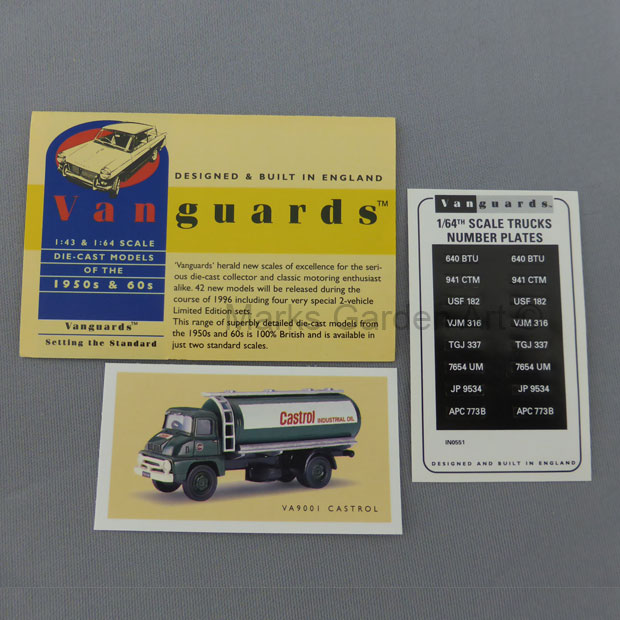 DESIGNED & BUILT IN ENGLAND
Vanguards™
1:43 & 1:64 SCALE
DIE-CAST MODELS
OF THE
1950s & 60s
Vanguards™
Setting the Standard
'Vanguards' herald new scales of excellence for the seri-
ous die-cast collector and classic motoring enthusiast
alike. 42 new models will be released during the
course of 1996 including four very special 2-vehicle
Limited Edition sets.
This range of superbly detailed die-cast models from
the 1950s and 60s is 100% British and is available in
just two standard scales.
Marks Garden Art ©
Vanguards™
1/64TH SCALE TRUCKS
NUMBER PLATES
640 BTU 640 BTU
941 CTM 941 CTM
USF 182 USF 182
VJM 316 VJM 316
TGJ 337 TGJ 337
7654 UM 7654 UM
JP 9534 JP 9534
APC 773B APC 773B
IN0551
DESIGNED AND BUILT IN ENGLAND
Castrol INDUSTRIAL OIL
VA9001 CASTROL